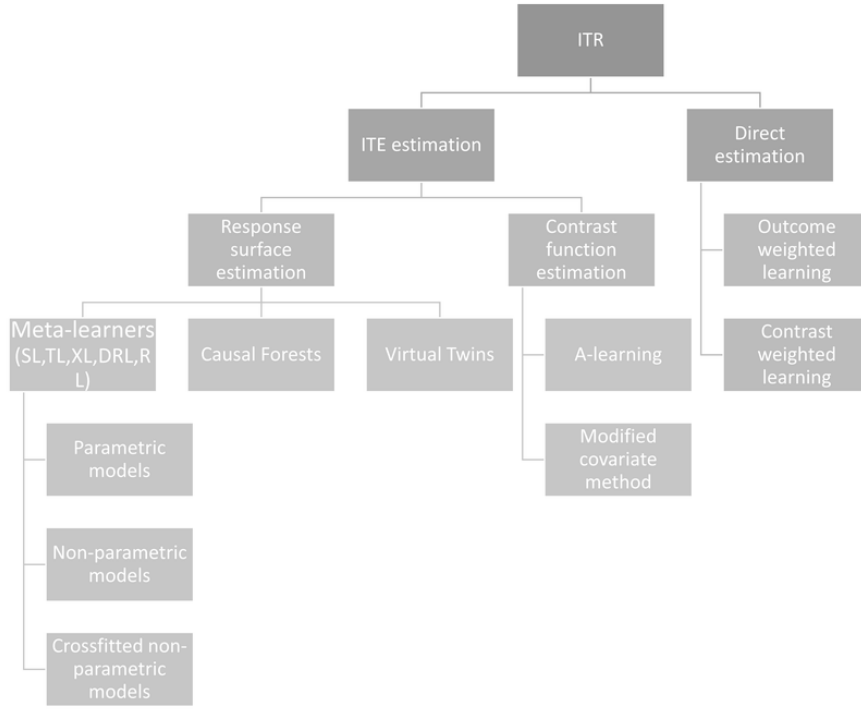 ITR
ITE estimation
Direct
estimation
Response
surface
estimation
Contrast
function
estimation
Outcome
weighted
learning
Meta-learners
(SL,TL,XL,DRL,R
L)
Causal Forests
Virtual Twins
A-learning
Contrast
weighted
learning
Parametric
models
Modified
covariate
method
Non-parametric
models
Crossfitted non-
parametric
models